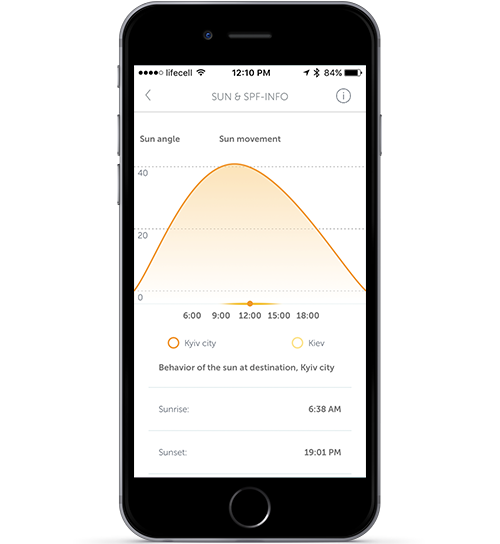 lifecell 12:10 PM 84%
SUN & SPF-INFO
Sun angle Sun movement
40
20
0
6:00 9:00 12:00 15:00 18:00
Kyiv city Kiev
Behavior of the sun at destination, Kyiv city
Sunrise: 6:38 AM
Sunset: 19:01 PM